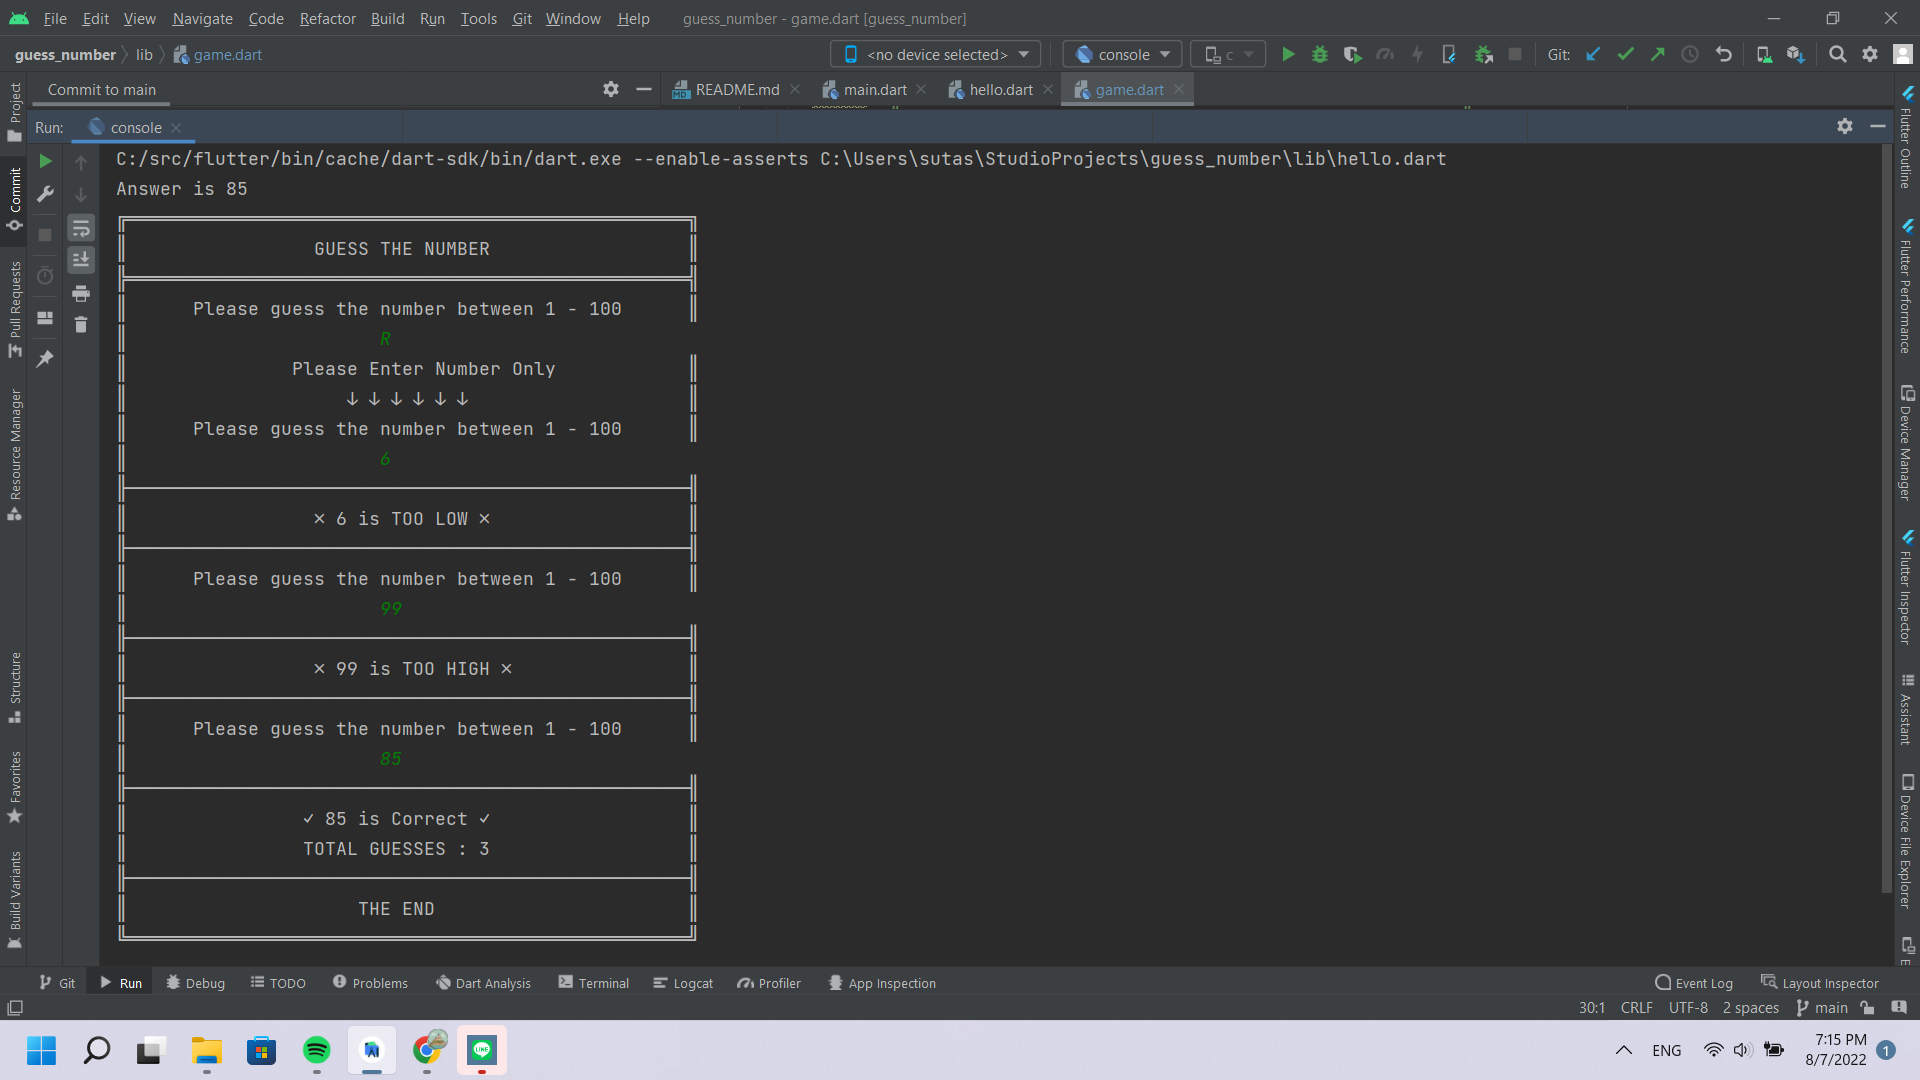 File Edit View Navigate Code Refactor Build Run Tools Git Window Help guess_number - game.dart [guess_number]
guess_number lib game.dart <no device selected> console c Git:
Commit to main README.md main.dart hello.dart game.dart
Run: console
C:/src/flutter/bin/cache/dart-sdk/bin/dart.exe --enable-asserts C:\Users\sutas\StudioProjects\guess_number\lib\hello.dart
Answer is 85
GUESS THE NUMBER
Please guess the number between 1 - 100
R
Please Enter Number Only
↓ ↓ ↓ ↓ ↓ ↓
Please guess the number between 1 - 100
6
× 6 is TOO LOW ×
Please guess the number between 1 - 100
99
× 99 is TOO HIGH ×
Please guess the number between 1 - 100
85
✓ 85 is Correct ✓
TOTAL GUESSES : 3
THE END
Project
Commit
Pull Requests
Resource Manager
Structure
Favorites
Build Variants
Flutter Outline
Flutter Performance
Device Manager
Flutter Inspector
Assistant
Device File Explorer
Git Run Debug TODO Problems Dart Analysis Terminal Logcat Profiler App Inspection Event Log Layout Inspector
30:1 CRLF UTF-8 2 spaces main
ENG 7:15 PM
8/7/2022 1